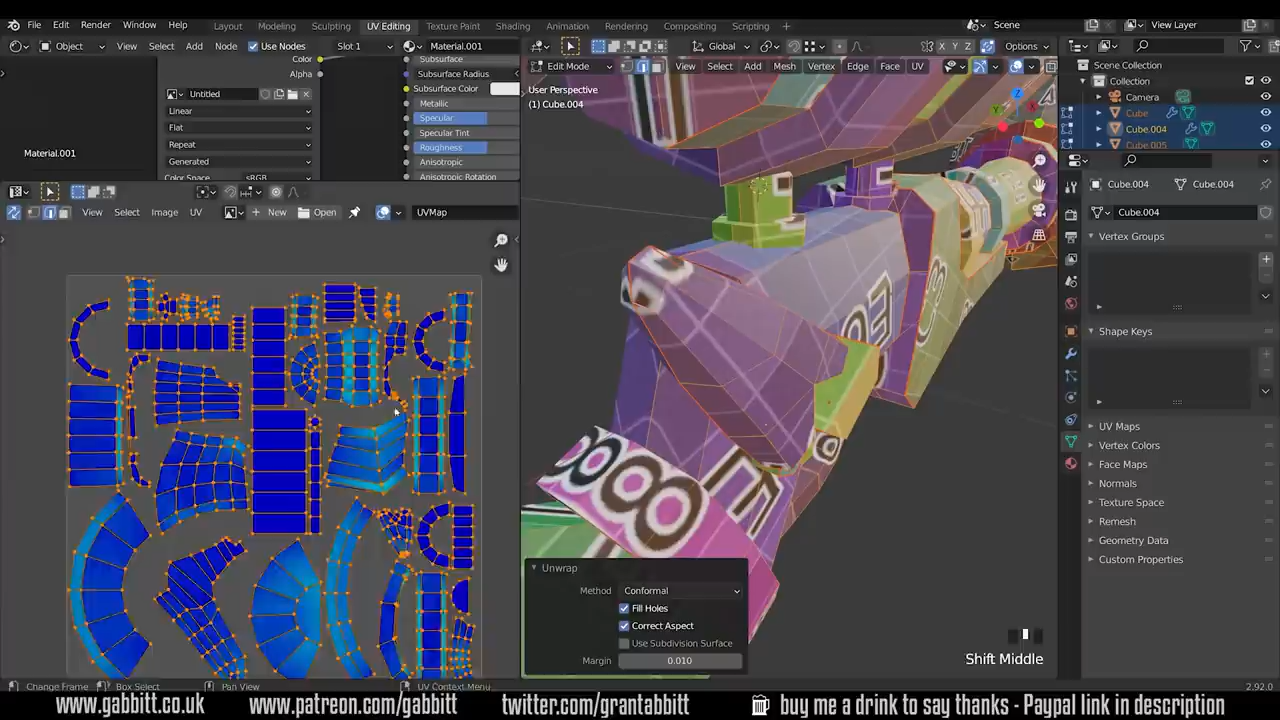 File Edit Render Window Help Layout Modeling Sculpting UV Editing Texture Paint Shading Animation Rendering Compositing Scripting + Scene View Layer
Object View Select Add Node Use Nodes Slot 1 Material.001 Global X Y Z Options
Edit Mode View Select Add Mesh Vertex Edge Face UV
Color
Alpha
Untitled
Linear
Flat
Repeat
Generated
Color Space sRGB
Material.001
Subsurface
Subsurface Radius
Subsurface Color
Metallic
Specular
Specular Tint
Roughness
Anisotropic
Anisotropic Rotation
View Select Image UV New Open UVMap
User Perspective
(1) Cube.004
Scene Collection
Collection
Camera
Cube
Cube.004
Cube.005
Cube.004 Cube.004
Cube.004
Vertex Groups
Shape Keys
UV Maps
Vertex Colors
Face Maps
Normals
Texture Space
Remesh
Geometry Data
Custom Properties
Unwrap
Method Conformal
Fill Holes
Correct Aspect
Use Subdivision Surface
Margin 0.010
Shift Middle
Change Frame Box Select Pan View UV Context Menu 2.92.0
www.gabbitt.co.uk www.patreon.com/gabbitt twitter.com/grantabbitt buy me a drink to say thanks - Paypal link in description